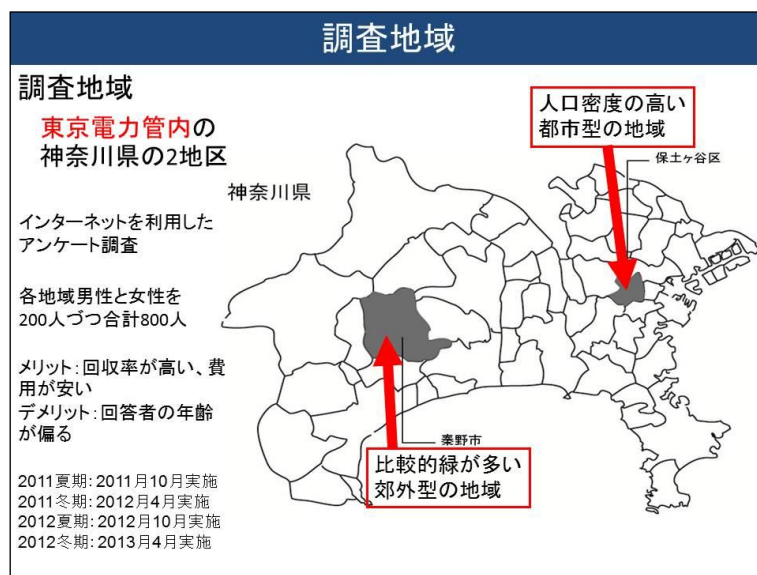 調査地域
調査地域
東京電力管内の
神奈川県の2地区
インターネットを利用した
アンケート調査
各地域男性と女性を
200人づつ合計800人
メリット:回収率が高い、費
用が安い
デメリット:回答者の年齢
が偏る
2011夏期:2011月10月実施
2011冬期:2012月4月実施
2012夏期:2012月10月実施
2012冬期:2013月4月実施
神奈川県
人口密度の高い
都市型の地域
保土ヶ谷区
秦野市
比較的緑が多い
郊外型の地域